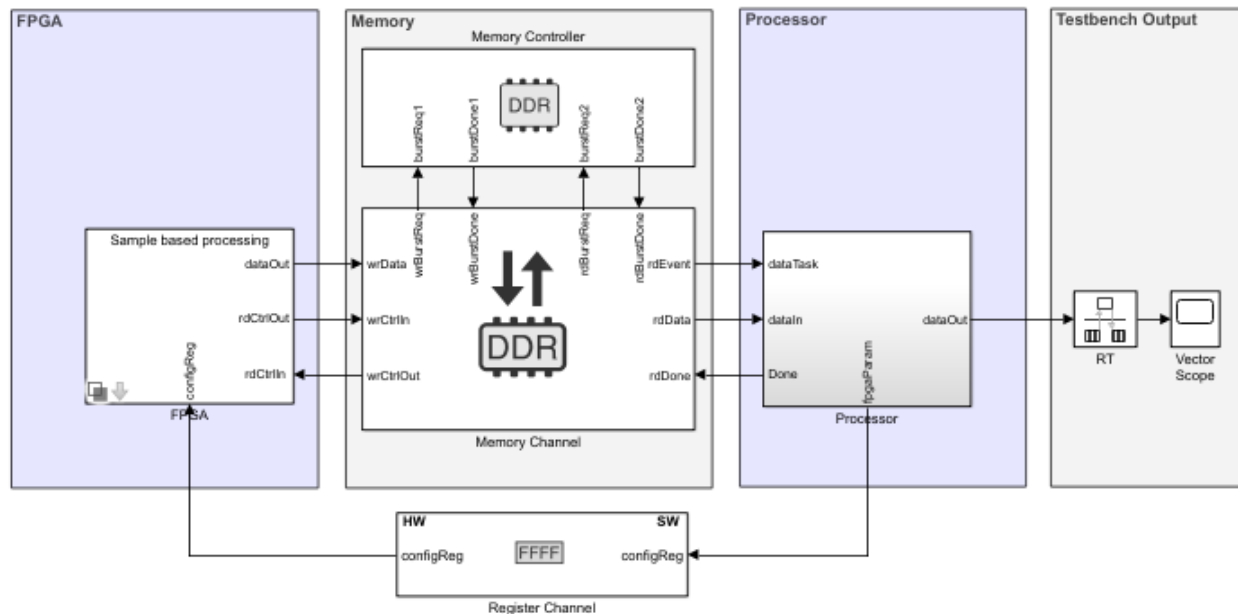 FPGA
Memory
Processor
Testbench Output
Memory Controller
DDR
burstReq1
burstDone1
burstReq2
burstDone2
wrBurstReq
wrBurstDone
rdBurstReq
rdBurstDone
Sample based processing
dataOut
rdCtrlOut
rdCtrlIn
configReg
FPGA
wrData
wrCtrlIn
wrCtrlOut
DDR
rdEvent
rdData
rdDone
Memory Channel
dataTask
dataIn
Done
fpgaParam
dataOut
Processor
RT
Vector
Scope
HW
SW
configReg
FFFF
configReg
Register Channel